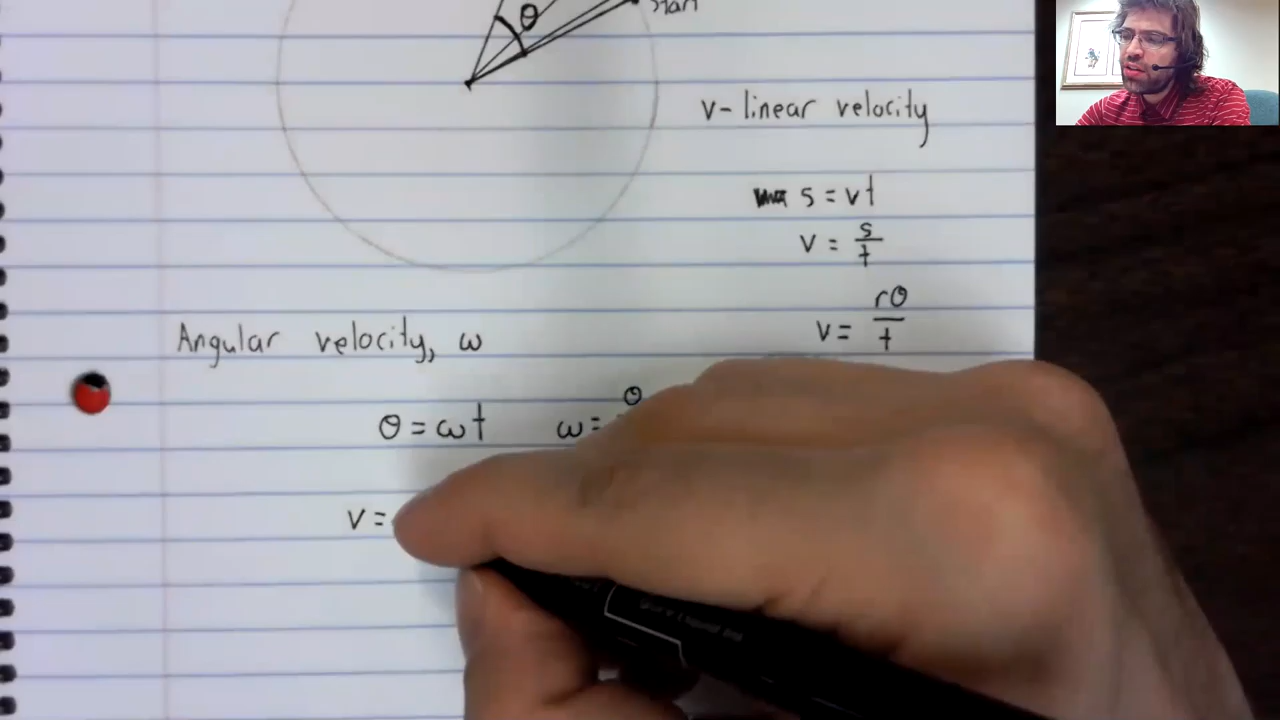 θ
Start
v- linear velocity
s = vt
v = s/t
v = rθ/t
Angular velocity, ω
θ = ωt
ω = θ
v =